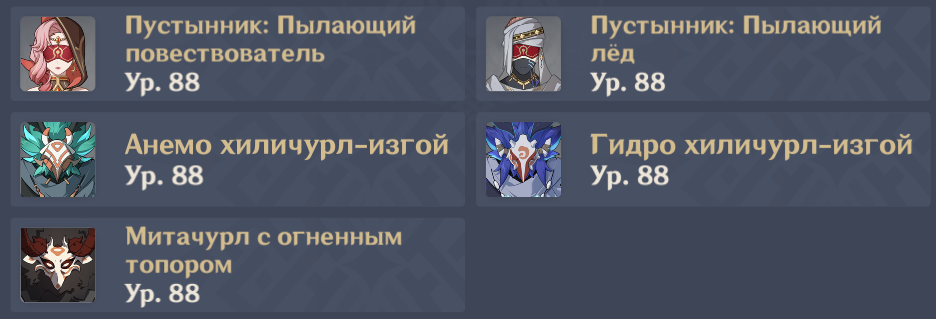 Пустынник: Пылающий
повествователь
Ур. 88
Пустынник: Пылающий
лёд
Ур. 88
Анемо хиличурл-изгой
Ур. 88
Гидро хиличурл-изгой
Ур. 88
Митачурл с огненным
топором
Ур. 88